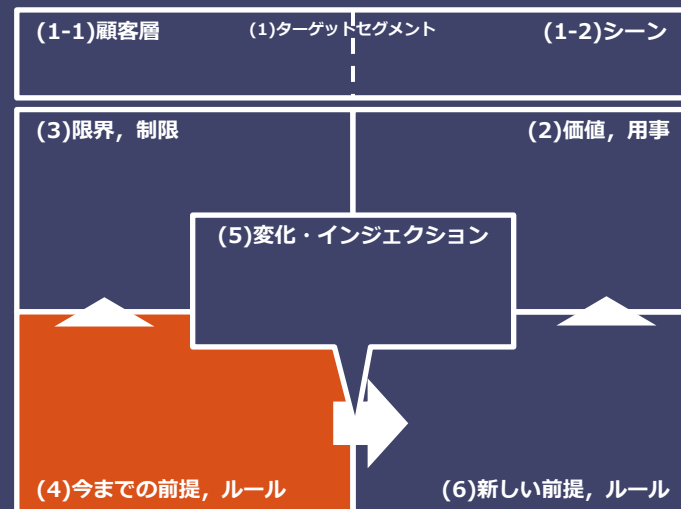 (1-1)顧客層
(1)ターゲットセグメント
(1-2)シーン
(3)限界，制限
(2)価値，用事
(5)変化・インジェクション
(4)今までの前提，ルール
(6)新しい前提，ルール